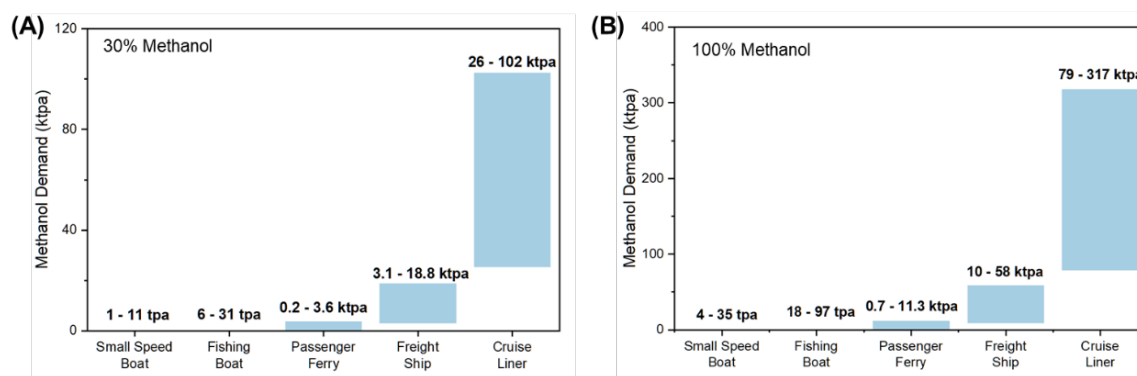 (A)
30% Methanol
Methanol Demand (ktpa)
120
80
40
0
1 - 11 tpa
6 - 31 tpa
0.2 - 3.6 ktpa
3.1 - 18.8 ktpa
26 - 102 ktpa
Small Speed
Boat
Fishing
Boat
Passenger
Ferry
Freight
Ship
Cruise
Liner
(B)
100% Methanol
Methanol Demand (ktpa)
400
300
200
100
0
4 - 35 tpa
18 - 97 tpa
0.7 - 11.3 ktpa
10 - 58 ktpa
79 - 317 ktpa
Small Speed
Boat
Fishing
Boat
Passenger
Ferry
Freight
Ship
Cruise
Liner